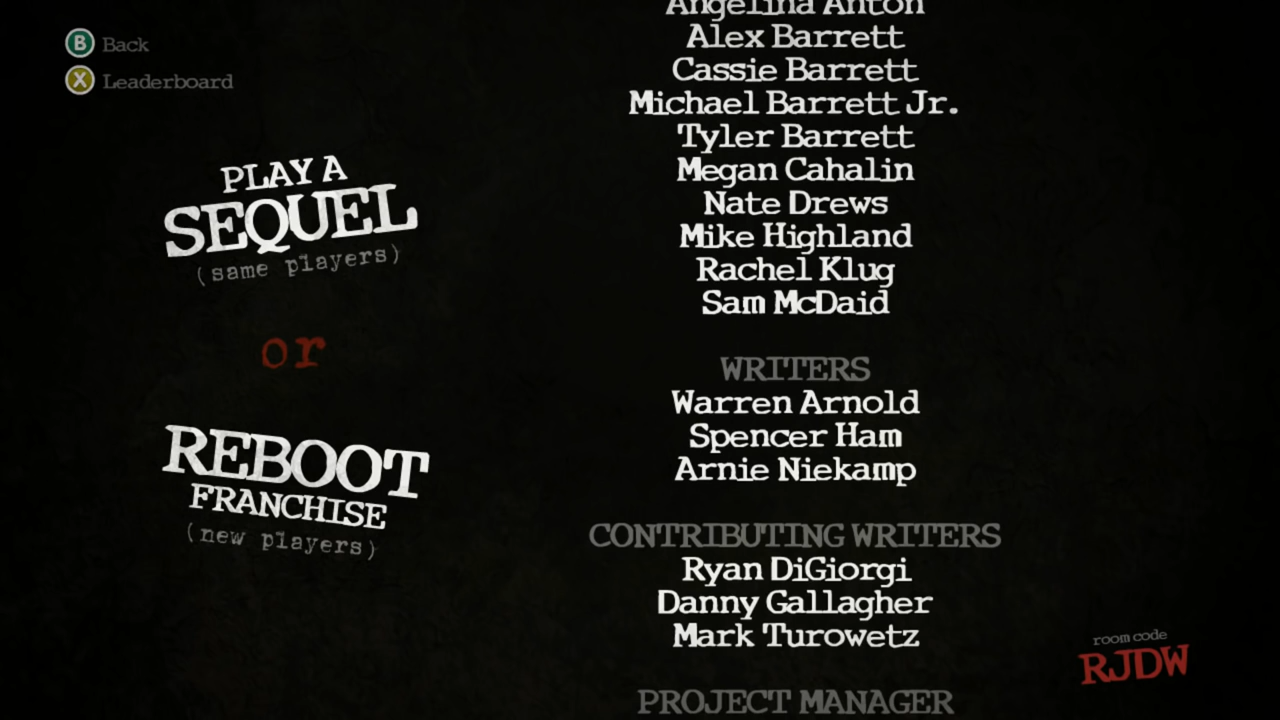 B Back
X Leaderboard
PLAY A
SEQUEL
(same players)
or
REBOOT
FRANCHISE
(new players)
Angelina Anton
Alex Barrett
Cassie Barrett
Michael Barrett Jr.
Tyler Barrett
Megan Cahalin
Nate Drews
Mike Highland
Rachel Klug
Sam McDaid
WRITERS
Warren Arnold
Spencer Ham
Arnie Niekamp
CONTRIBUTING WRITERS
Ryan DiGiorgi
Danny Gallagher
Mark Turowetz
PROJECT MANAGER
room code
RJDW